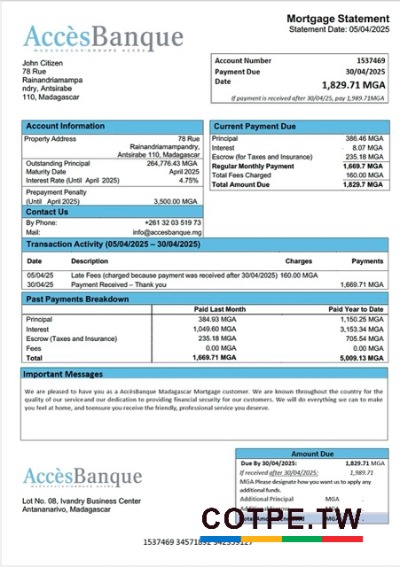 AccèsBanque
MADAGASCAR-GROUPE ACCES
Mortgage Statement
Statement Date: 05/04/2025
John Citizen
78 Rue
Rainandriamampa
ndry, Antsirabe
110, Madagascar
Account Number 1537469
Payment Due 30/04/2025
Date
1,829.71 MGA
If payment is received after 30/04/25, pay 1,989.71MGA
Account Information
Property Address 78 Rue
Rainandriamampandry,
Antsirabe 110, Madagascar
Outstanding Principal 264,776.43 MGA
Maturity Date April 2025
Interest Rate (Until April 2025) 4.75%
Prepayment Penalty
(Until April 2025) 3,500.00 MGA
Contact Us
By Phone: +261 32 03 519 73
Mail: info@accesbanque.mg
Current Payment Due
Principal 386.46 MGA
Interest 8.07 MGA
Escrow (for Taxes and Insurance) 235.18 MGA
Regular Monthly Payment 1,669.7 MGA
Total Fees Charged 160.00 MGA
Total Amount Due 1,829.7 MGA
Transaction Activity (05/04/2025 – 30/04/2025)
Date Description Charges Payments
05/04/25 Late Fees (charged because payment was received after 30/04/2025) 160.00 MGA
30/04/25 Payment Received – Thank you 1,669.71 MGA
Past Payments Breakdown
Paid Last Month Paid Year to Date
Principal 384.93 MGA 1,150.25 MGA
Interest 1,049.60 MGA 3,153.34 MGA
Escrow (Taxes and Insurance) 235.18 MGA 705.54 MGA
Fees 0.00 MGA 0.00 MGA
Total 1,669.71 MGA 5,009.13 MGA
Important Messages
We are pleased to have you as a AccèsBanque Madagascar Mortgage customer. We are known throughout the country for the
quality of our service and our dedication to providing financial security for our customers. We will do everything we can to make
you feel at home, and toensure you receive the friendly, professional service you deserve.
AccèsBanque
Lot No. 08, Ivandry Business Center
Antananarivo, Madagascar
Amount Due
Due By 30/04/2025: 1,829.71 MGA
If received after 30/04/2025: 1,989.71
MGA Please designate how you want us to apply any
additional funds.
Additional Principal MGA
MGA
COTPE.TW
1537469 34571892 342359127